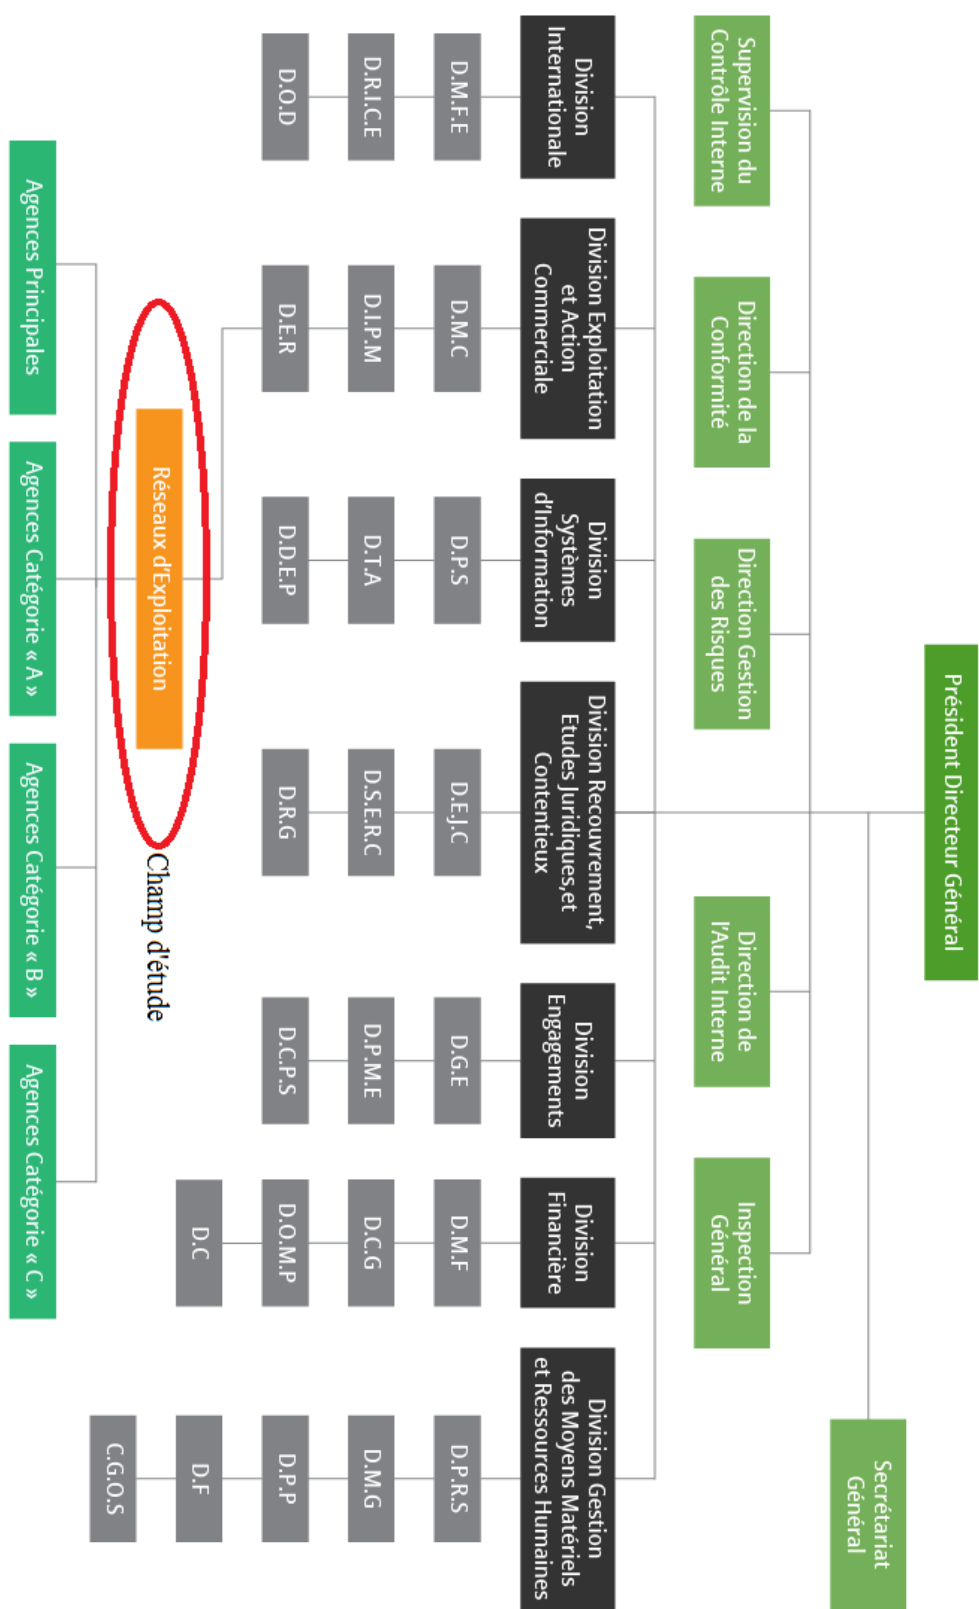 Président Directeur Général
Secrétariat
Général
Supervision du
Contrôle Interne
Direction de la
Conformité
Direction Gestion
des Risques
Direction de
l'Audit Interne
Inspection
Général
Division
Internationale
D.M.F.E
D.R.I.C.E
D.O.D
Division Exploitation
et Action
Commerciale
D.M.C
D.I.P.M
D.E.R
Division
Systèmes
d'Information
D.P.S
D.T.A
D.D.E.P
Division Recouvrement,
Etudes Juridiques,et
Contentieux
D.E.J.C
D.S.E.R.C
D.R.G
Division
Engagements
D.G.E
D.P.M.E
D.C.P.S
Division
Financière
D.M.F
D.C.G
D.O.M.P
D.C
Division Gestion
des Moyens Matériels
et Ressources Humaines
D.P.R.S
D.M.G
D.P.P
D.F
C.G.O.S
Réseaux d'Exploitation
Champ d'étude
Agences Principales
Agences Catégorie « A »
Agences Catégorie « B »
Agences Catégorie « C »